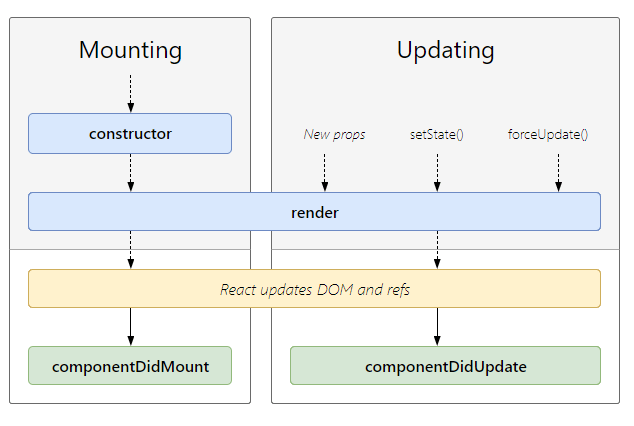 Mounting
Updating
constructor
New props
setState()
forceUpdate()
render
React updates DOM and refs
componentDidMount
componentDidUpdate